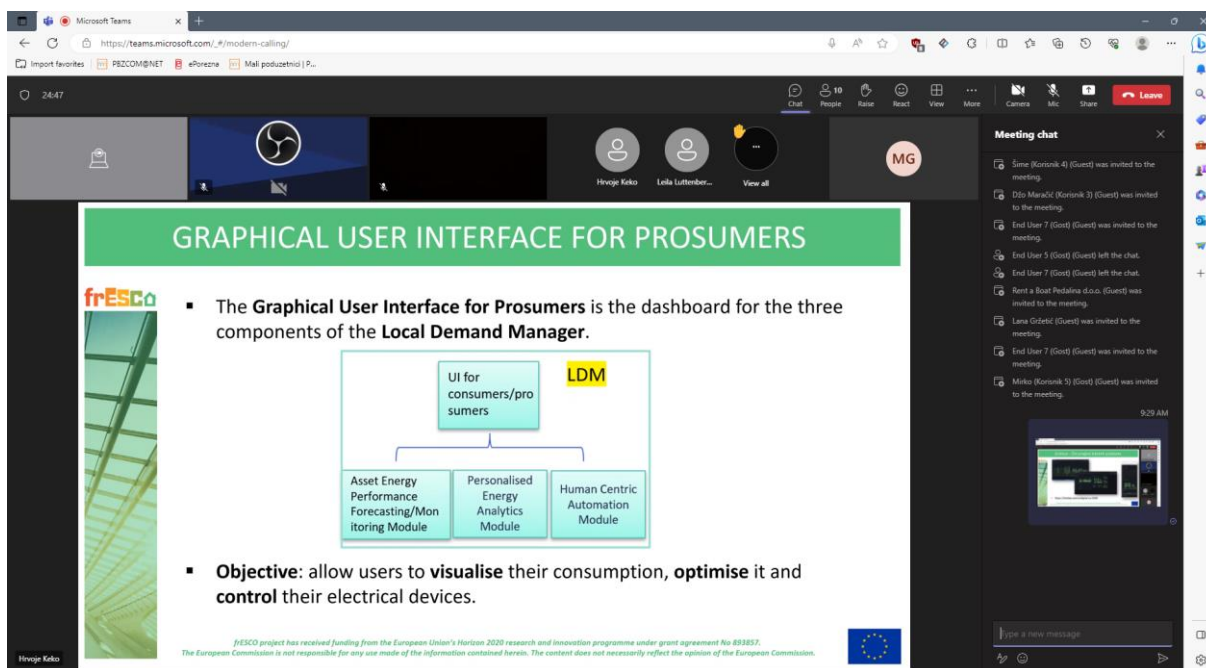 Microsoft Teams
https://teams.microsoft.com/_#/modern-calling/
Import favorites
PBZCOM@NET
ePorezna
Mali poduzetnici | P...
24:47
Chat
10
People
Raise
React
View
More
Camera
Mic
Share
Leave
Hrvoje Keko
Leila Luttenber...
View all
MG
Meeting chat
Šime (Korisnik 4) (Guest) was invited to the
meeting.
Džo Maračić (Korisnik 3) (Guest) was invited
to the meeting.
End User 7 (Gost) (Guest) was invited to the
meeting.
End User 5 (Gost) (Guest) left the chat.
End User 7 (Gost) (Guest) left the chat.
Rent a Boat Pedalina d.o.o. (Guest) was
invited to the meeting.
Lana Gržetić (Guest) was invited to the
meeting.
End User 7 (Gost) (Guest) was invited to the
meeting.
Mirko (Korisnik 5) (Gost) (Guest) was invited
to the meeting.
9:29 AM
Type a new message
GRAPHICAL USER INTERFACE FOR PROSUMERS
frESCO
▪ The Graphical User Interface for Prosumers is the dashboard for the three
components of the Local Demand Manager.
UI for
consumers/pro
sumers
LDM
Asset Energy
Performance
Forecasting/Mon
itoring Module
Personalised
Energy
Analytics
Module
Human Centric
Automation
Module
▪ Objective: allow users to visualise their consumption, optimise it and
control their electrical devices.
frESCO project has received funding from the European Union's Horizon 2020 research and innovation programme under grant agreement No 893857.
The European Commission is not responsible for any use made of the information contained herein. The content does not necessarily reflect the opinion of the European Commission.
Hrvoje Keko